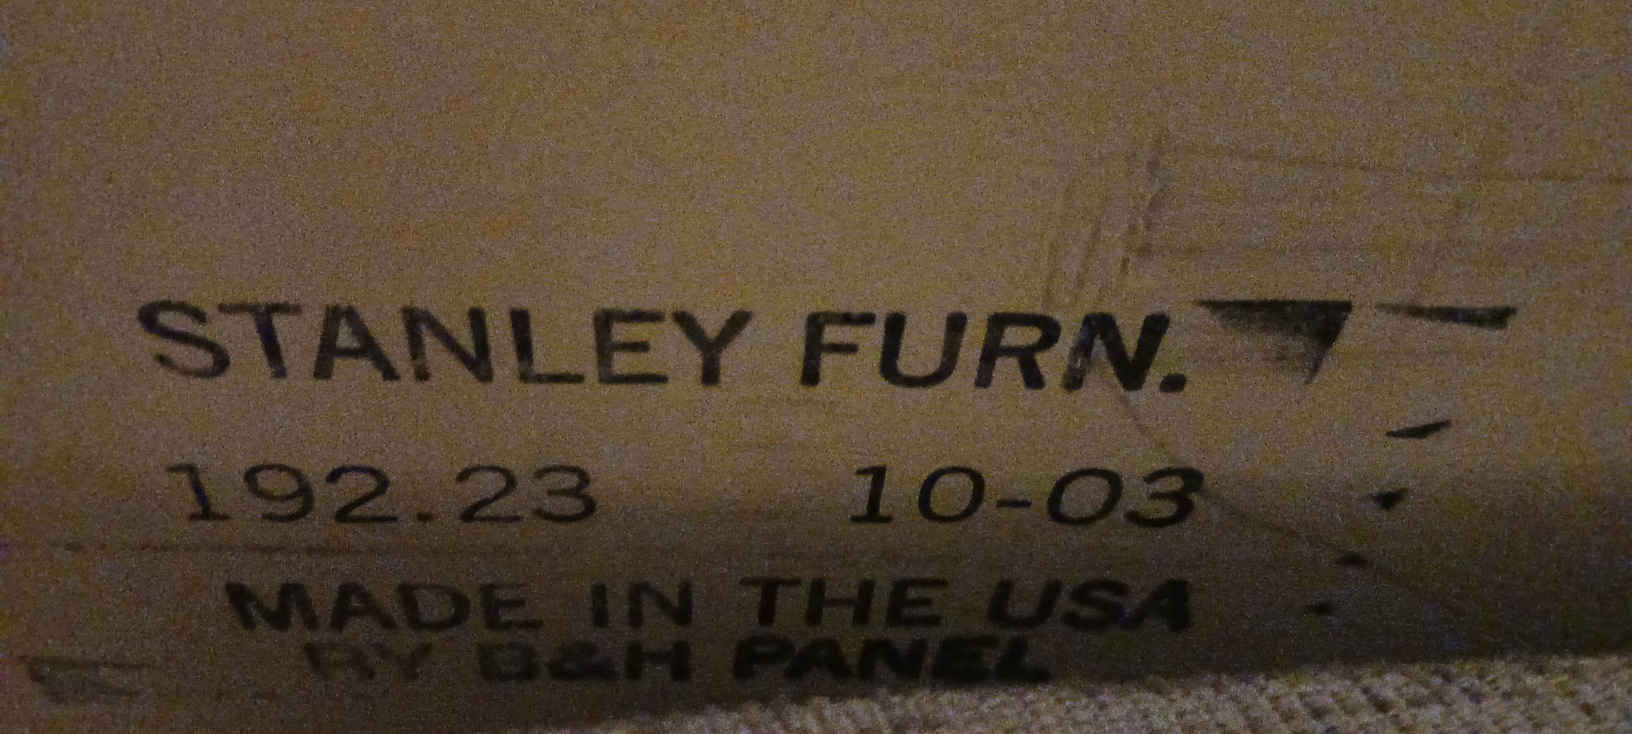 STANLEY FURN.
192.23 10-03
MADE IN THE USA
BY B&H PANEL